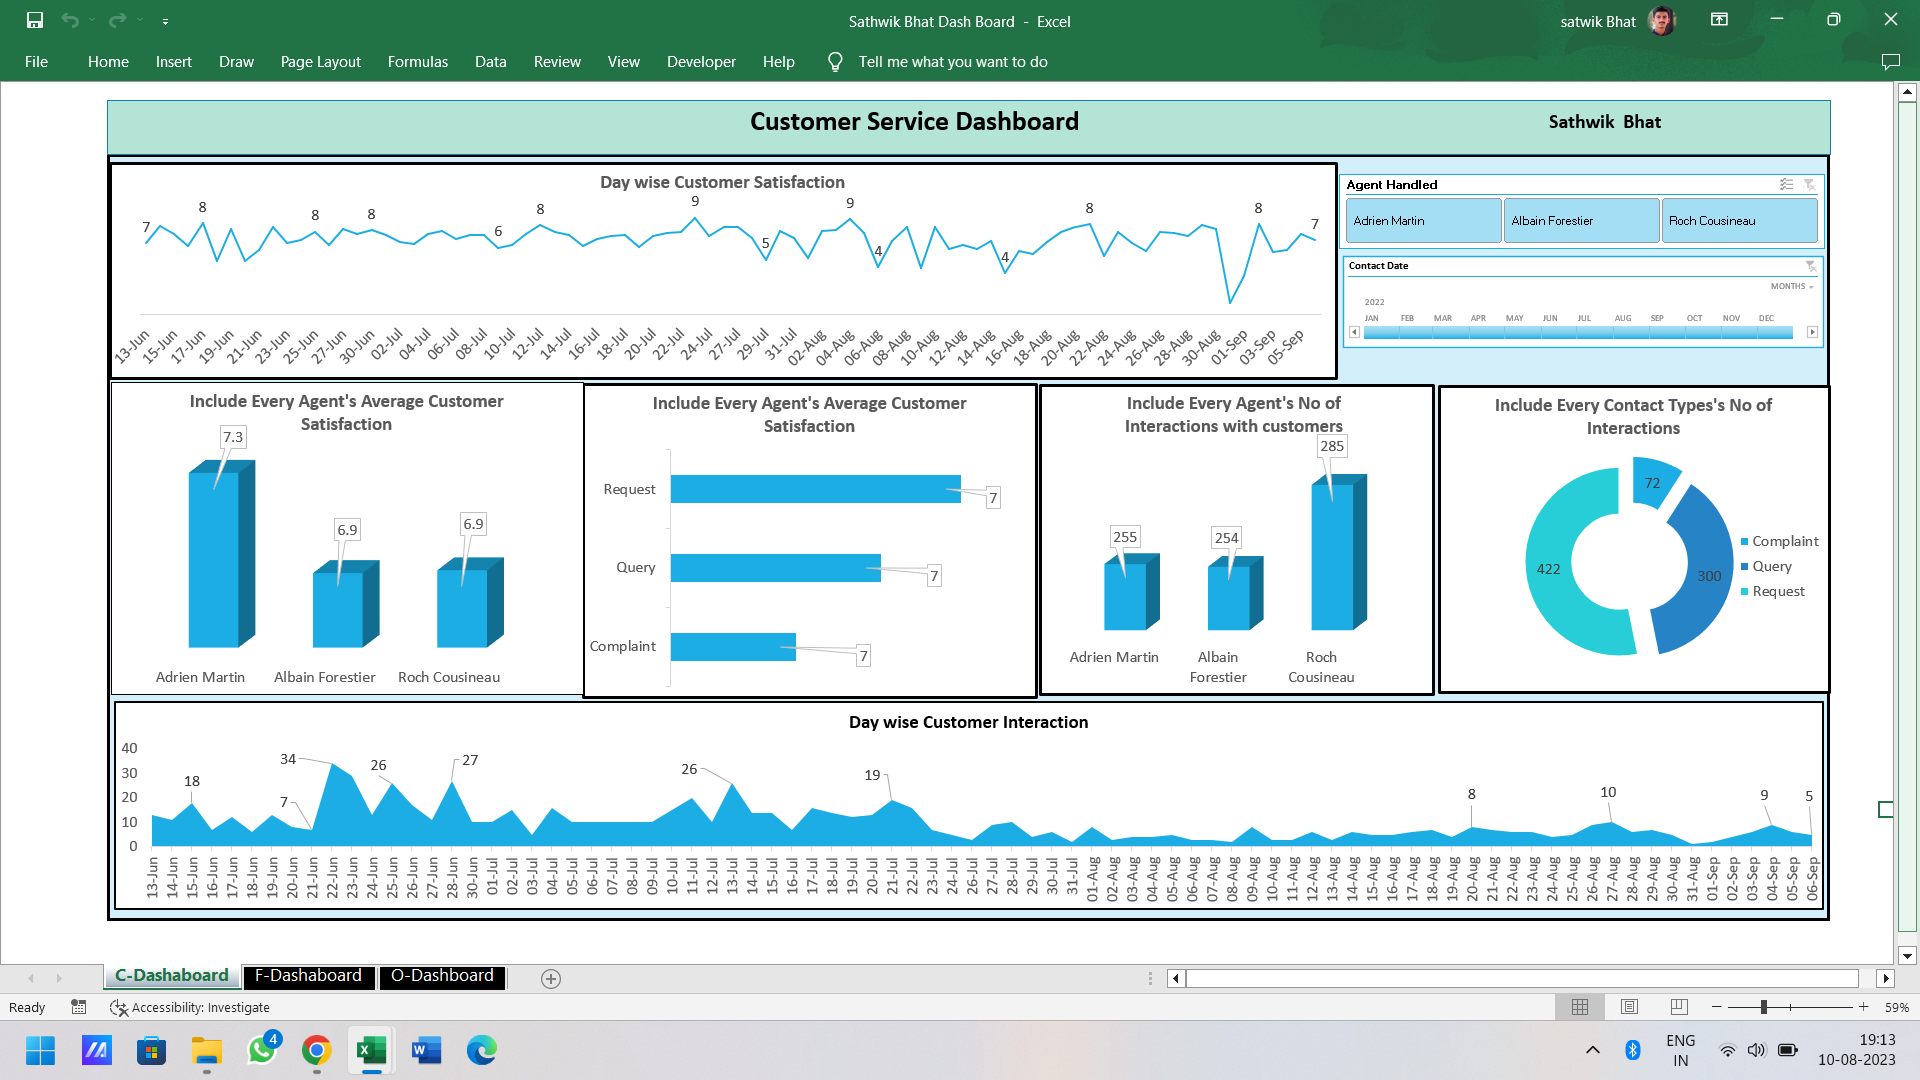 Sathwik Bhat Dash Board - Excel
satwik Bhat
File Home Insert Draw Page Layout Formulas Data Review View Developer Help Tell me what you want to do
Customer Service Dashboard
Sathwik Bhat
Day wise Customer Satisfaction
7 8 8 8 6 8 9 5 9 4 4 8 8 7
13-Jun 15-Jun 17-Jun 19-Jun 21-Jun 23-Jun 25-Jun 27-Jun 30-Jun 02-Jul 04-Jul 06-Jul 08-Jul 10-Jul 12-Jul 14-Jul 16-Jul 18-Jul 20-Jul 22-Jul 24-Jul 27-Jul 29-Jul 31-Jul 02-Aug 04-Aug 06-Aug 08-Aug 10-Aug 12-Aug 14-Aug 16-Aug 18-Aug 20-Aug 22-Aug 24-Aug 26-Aug 28-Aug 30-Aug 01-Sep 03-Sep 05-Sep
Agent Handled
Adrien Martin Albain Forestier Roch Cousineau
Contact Date
MONTHS
2022
JAN FEB MAR APR MAY JUN JUL AUG SEP OCT NOV DEC
Include Every Agent's Average Customer
Satisfaction
7.3
6.9
6.9
Adrien Martin Albain Forestier Roch Cousineau
Include Every Agent's Average Customer
Satisfaction
Request 7
Query 7
Complaint 7
Include Every Agent's No of
Interactions with customers
285
255
254
Adrien Martin Albain Roch
Forestier Cousineau
Include Every Contact Types's No of
Interactions
72
300
422
Complaint
Query
Request
Day wise Customer Interaction
40
30
20
10
0
18 7 34 26 27 26 19 8 10 9 5
13-Jun 14-Jun 15-Jun 16-Jun 17-Jun 18-Jun 19-Jun 20-Jun 21-Jun 22-Jun 23-Jun 24-Jun 25-Jun 26-Jun 27-Jun 28-Jun 30-Jun 01-Jul 02-Jul 03-Jul 04-Jul 05-Jul 06-Jul 07-Jul 08-Jul 09-Jul 10-Jul 11-Jul 12-Jul 13-Jul 14-Jul 15-Jul 16-Jul 17-Jul 18-Jul 19-Jul 20-Jul 21-Jul 22-Jul 23-Jul 24-Jul 26-Jul 27-Jul 28-Jul 29-Jul 30-Jul 31-Jul 01-Aug 02-Aug 03-Aug 04-Aug 05-Aug 06-Aug 07-Aug 08-Aug 09-Aug 10-Aug 11-Aug 12-Aug 13-Aug 14-Aug 15-Aug 16-Aug 17-Aug 18-Aug 19-Aug 20-Aug 21-Aug 22-Aug 23-Aug 24-Aug 25-Aug 26-Aug 27-Aug 28-Aug 29-Aug 30-Aug 31-Aug 01-Sep 02-Sep 03-Sep 04-Sep 05-Sep 06-Sep
C-Dashaboard F-Dashaboard O-Dashboard
Ready Accessibility: Investigate 59%
4
ENG
IN
19:13
10-08-2023